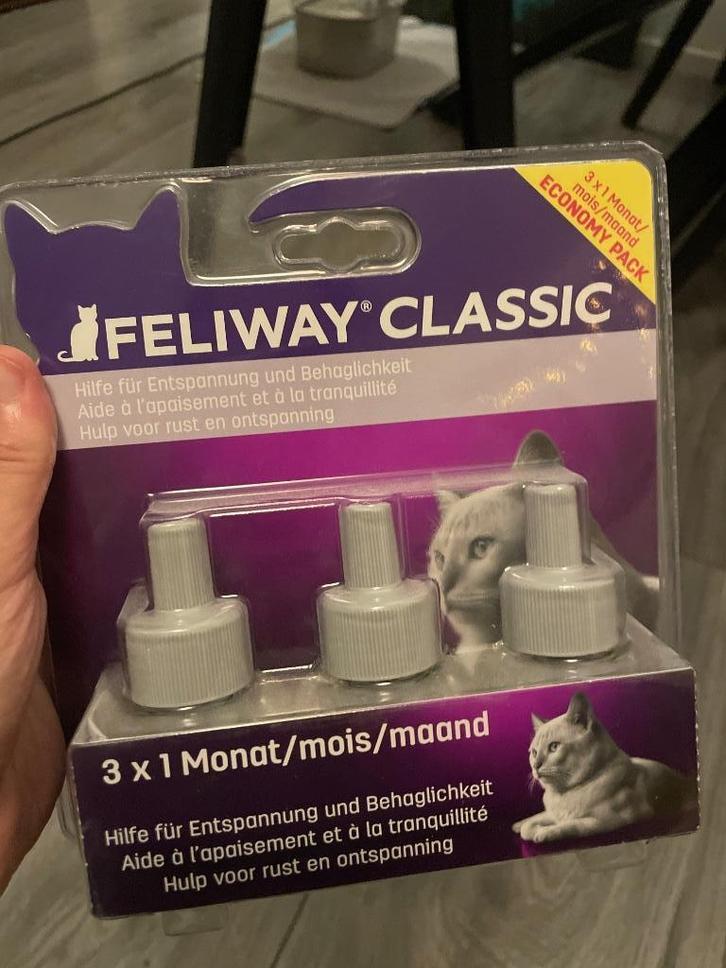 3 x 1 Monat/
mois/maand
ECONOMY PACK
FELIWAY® CLASSIC
Hilfe für Entspannung und Behaglichkeit
Aide à l'apaisement et à la tranquillité
Hulp voor rust en ontspanning
3 x 1 Monat/mois/maand
Hilfe für Entspannung und Behaglichkeit
Aide à l'apaisement et à la tranquillité
Hulp voor rust en ontspanning